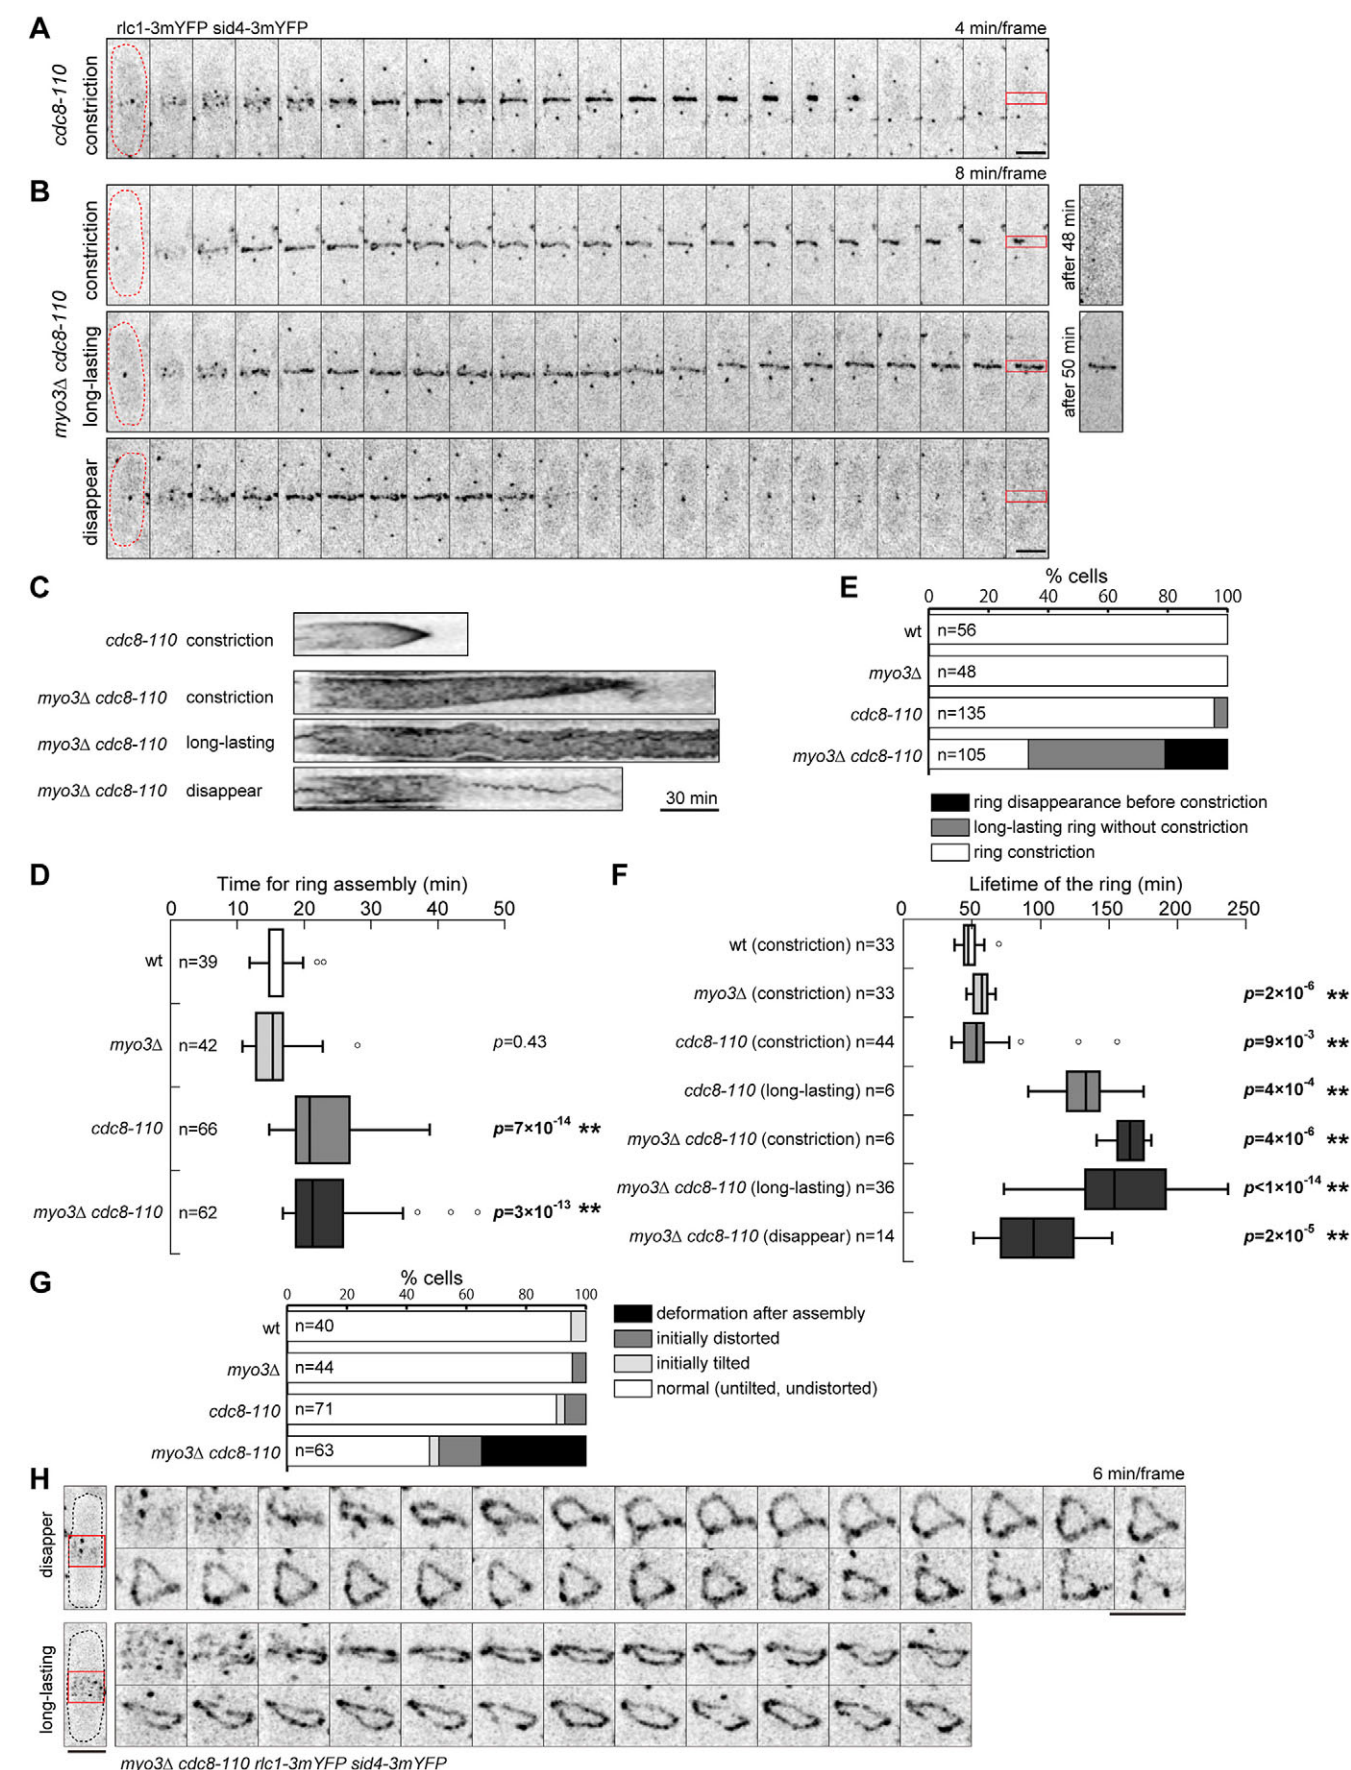 A
rlc1-3mYFP sid4-3mYFP
4 min/frame
cdc8-110
constriction
B
8 min/frame
myo3Δ cdc8-110
constriction
after 48 min
long-lasting
after 50 min
disappear
C
cdc8-110 constriction
myo3Δ cdc8-110 constriction
myo3Δ cdc8-110 long-lasting
myo3Δ cdc8-110 disappear
30 min
E
% cells
0 20 40 60 80 100
wt n=56
myo3Δ n=48
cdc8-110 n=135
myo3Δ cdc8-110 n=105
ring disappearance before constriction
long-lasting ring without constriction
ring constriction
D
Time for ring assembly (min)
0 10 20 30 40 50
wt n=39
myo3Δ n=42 p=0.43
cdc8-110 n=66 p=7×10⁻¹⁴ **
myo3Δ cdc8-110 n=62 p=3×10⁻¹³ **
F
Lifetime of the ring (min)
0 50 100 150 200 250
wt (constriction) n=33
myo3Δ (constriction) n=33 p=2×10⁻⁶ **
cdc8-110 (constriction) n=44 p=9×10⁻³ **
cdc8-110 (long-lasting) n=6 p=4×10⁻⁴ **
myo3Δ cdc8-110 (constriction) n=6 p=4×10⁻⁶ **
myo3Δ cdc8-110 (long-lasting) n=36 p<1×10⁻¹⁴ **
myo3Δ cdc8-110 (disappear) n=14 p=2×10⁻⁵ **
G
% cells
0 20 40 60 80 100
wt n=40
myo3Δ n=44
cdc8-110 n=71
myo3Δ cdc8-110 n=63
deformation after assembly
initially distorted
initially tilted
normal (untilted, undistorted)
H
6 min/frame
disapper
long-lasting
myo3Δ cdc8-110 rlc1-3mYFP sid4-3mYFP